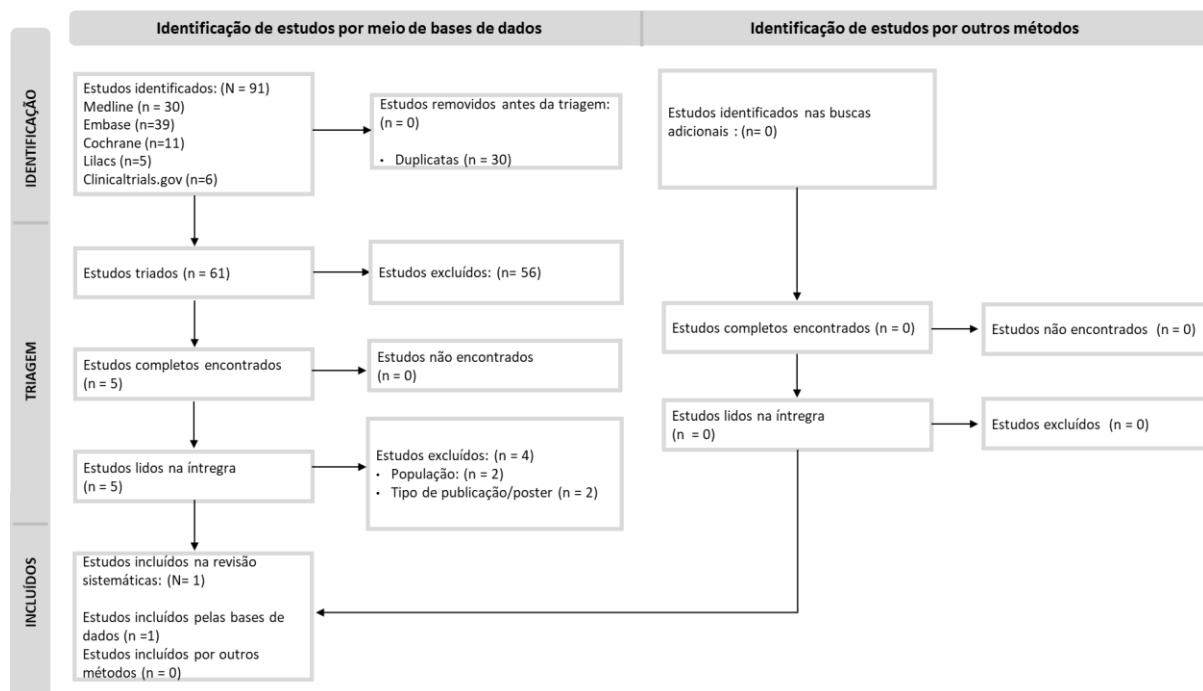 Identificação de estudos por meio de bases de dados
Identificação de estudos por outros métodos
IDENTIFICAÇÃO
Estudos identificados: (N = 91)
Medline (n = 30)
Embase (n=39)
Cochrane (n=11)
Lilacs (n=5)
Clinicaltrials.gov (n=6)
Estudos removidos antes da triagem:
(n = 0)
• Duplicatas (n = 30)
Estudos identificados nas buscas
adicionais : (n= 0)
TRIAGEM
Estudos triados (n = 61)
Estudos excluídos: (n= 56)
Estudos completos encontrados
(n = 5)
Estudos não encontrados
(n = 0)
Estudos completos encontrados (n = 0)
Estudos não encontrados (n = 0)
Estudos lidos na íntregra
(n = 5)
Estudos excluídos: (n = 4)
• População: (n = 2)
• Tipo de publicação/poster (n = 2)
Estudos lidos na íntregra
(n = 0)
Estudos excluídos (n = 0)
INCLUÍDOS
Estudos incluídos na revisão
sistemáticas: (N= 1)
Estudos incluídos pelas bases de
dados (n =1)
Estudos incluídos por outros
métodos (n = 0)